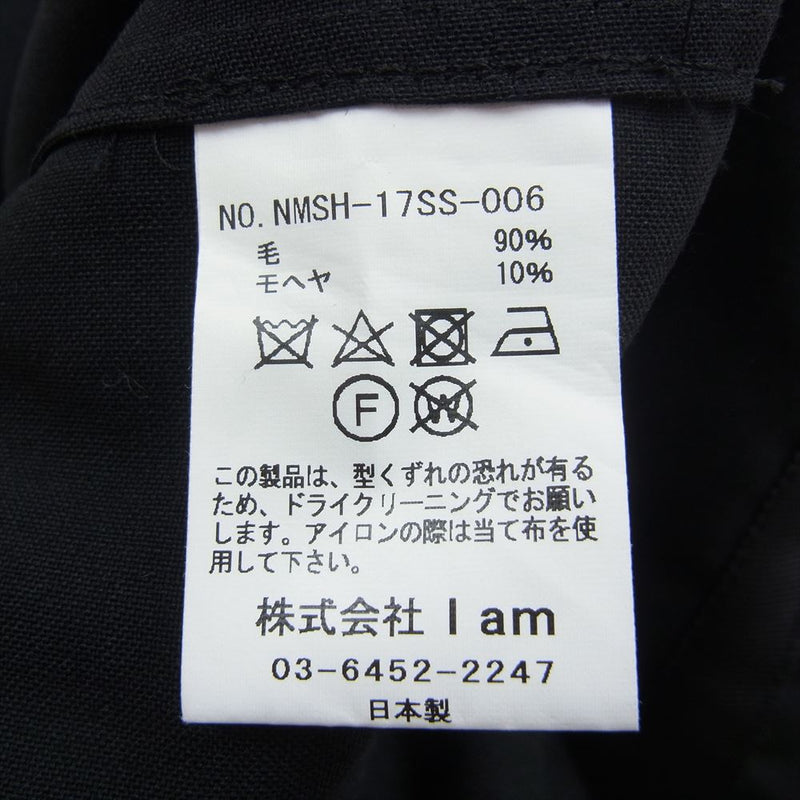 NO. NMSH-17SS-006
毛 90%
モヘヤ 10%
F W
この製品は、型くずれの恐れが有る
ため、ドライクリーニングでお願い
します。アイロンの際は当て布を使
用して下さい。
株式会社 I am
03-6452-2247
日本製